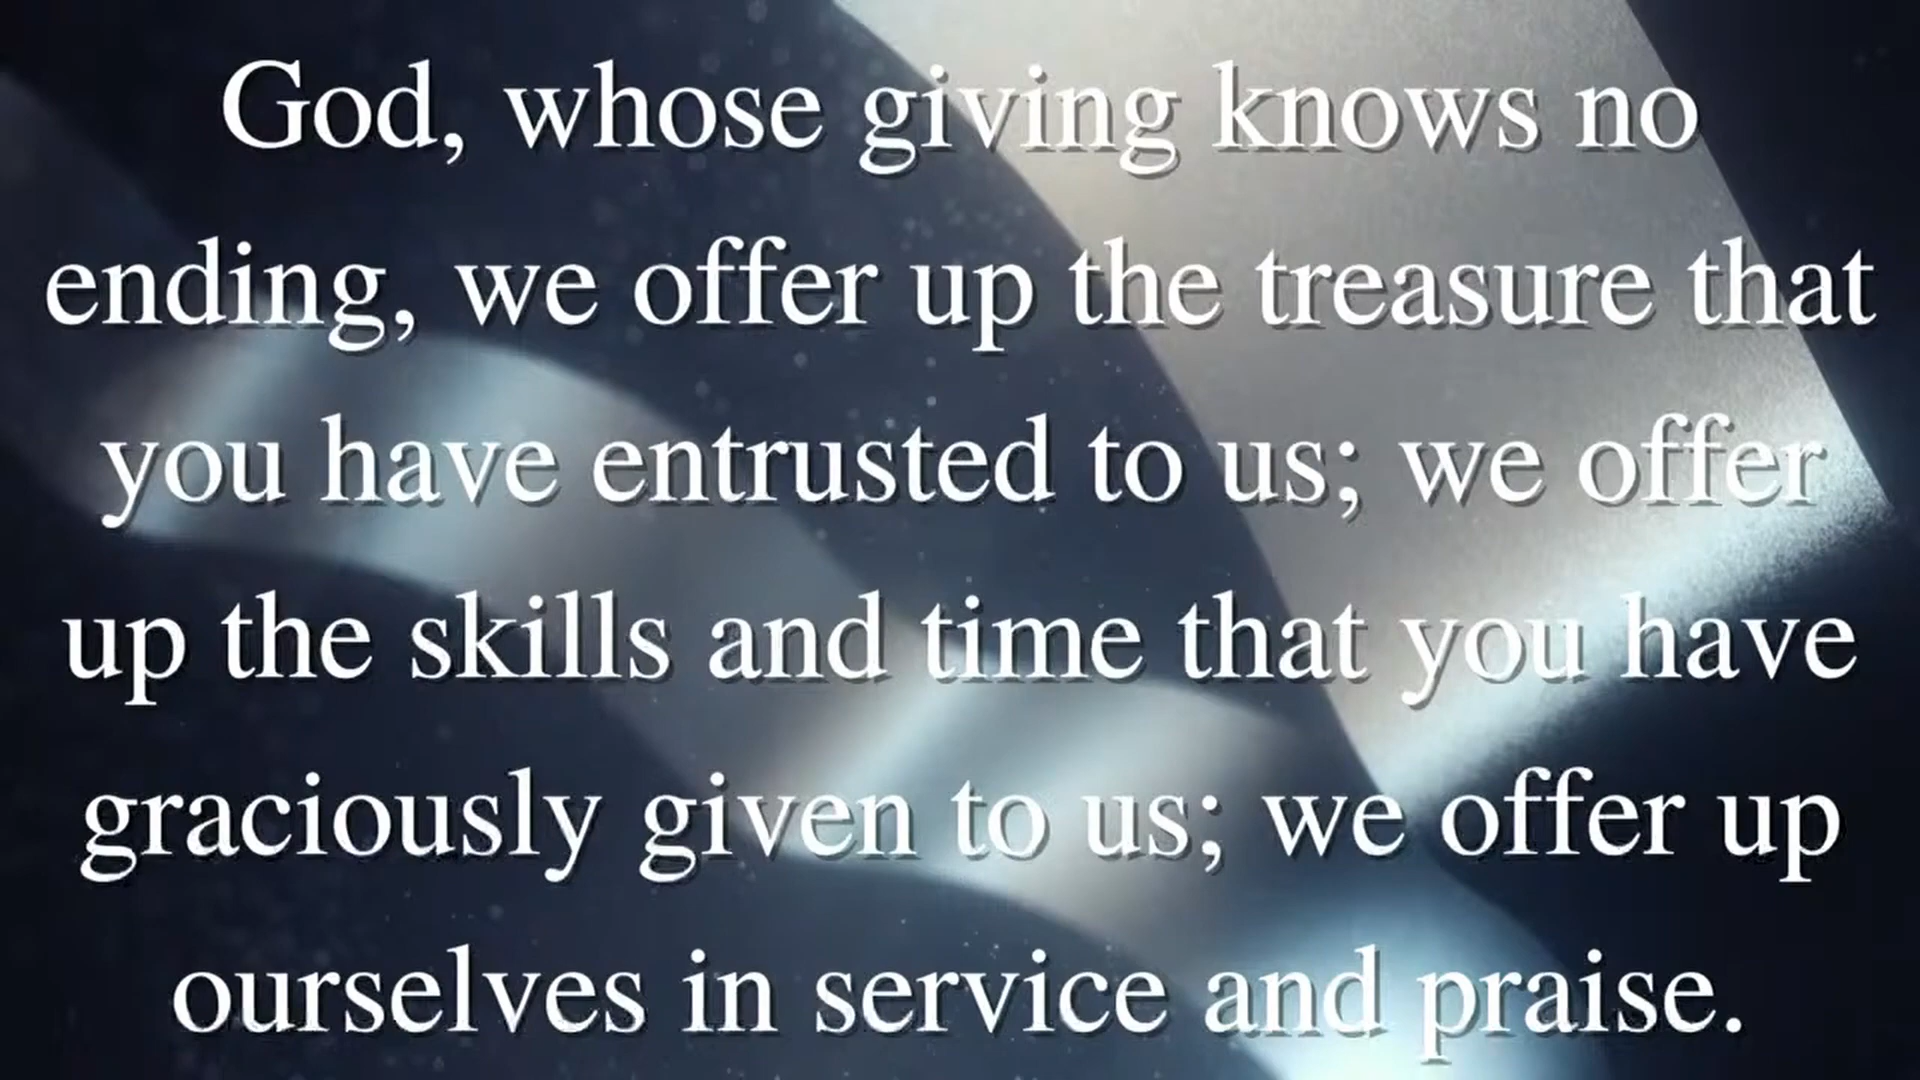 God, whose giving knows no
ending, we offer up the treasure that
you have entrusted to us; we offer
up the skills and time that you have
graciously given to us; we offer up
ourselves in service and praise.